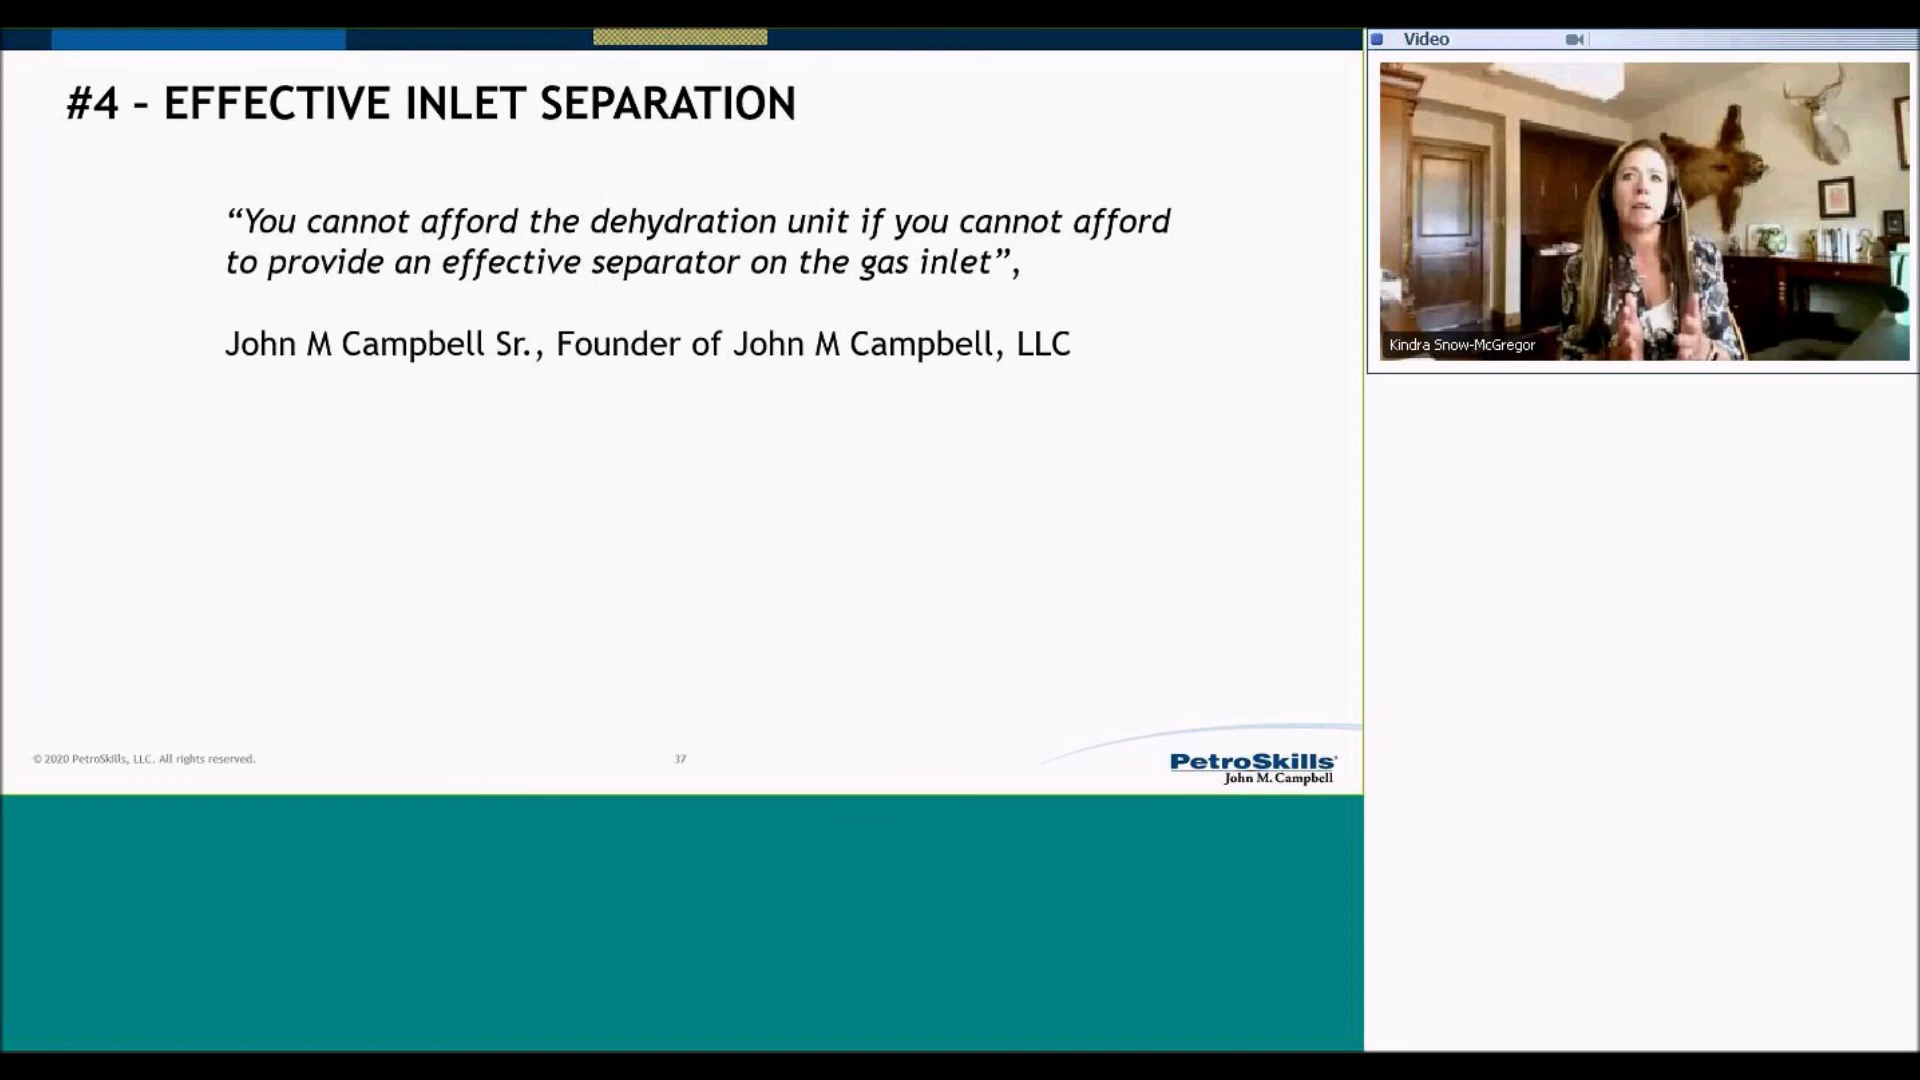 #4 – EFFECTIVE INLET SEPARATION
“You cannot afford the dehydration unit if you cannot afford
to provide an effective separator on the gas inlet”,
John M Campbell Sr., Founder of John M Campbell, LLC
© 2020 PetroSkills, LLC. All rights reserved.
37
PetroSkills
John M. Campbell
Video
Kindra Snow-McGregor